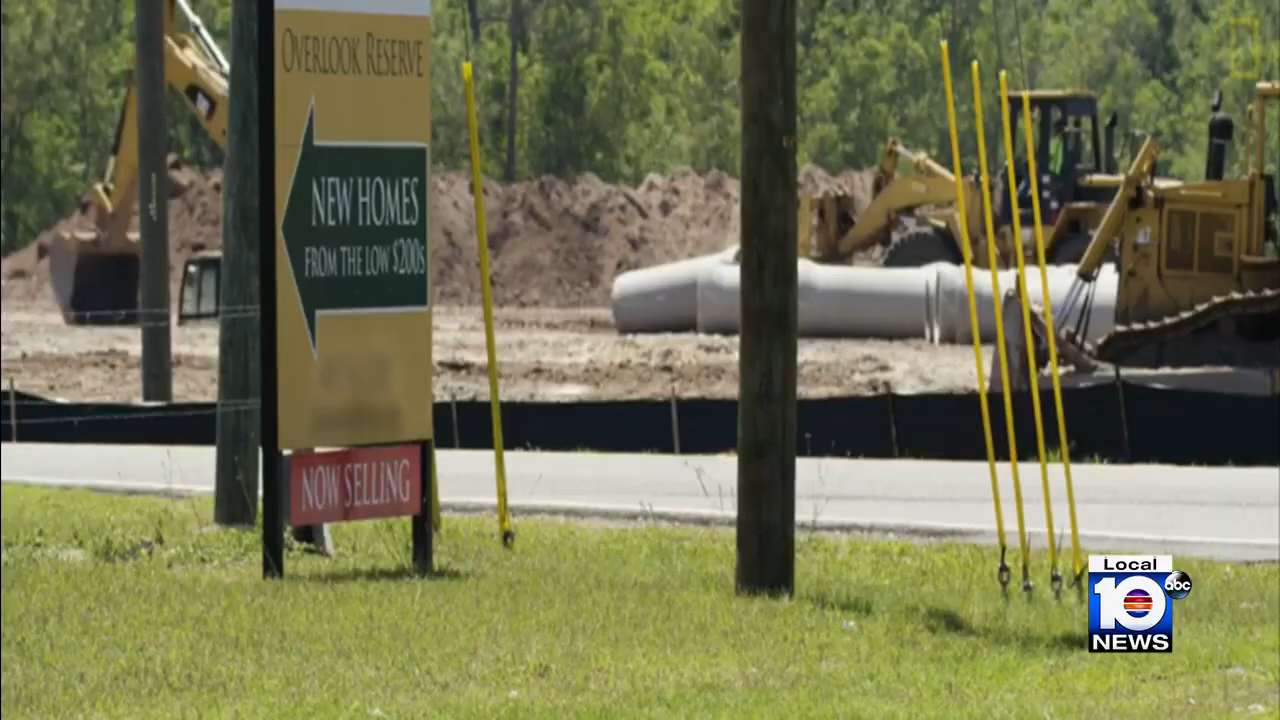 OVERLOOK RESERVE
NEW HOMES
FROM THE LOW $200s
NOW SELLING
Local
10
abc
NEWS